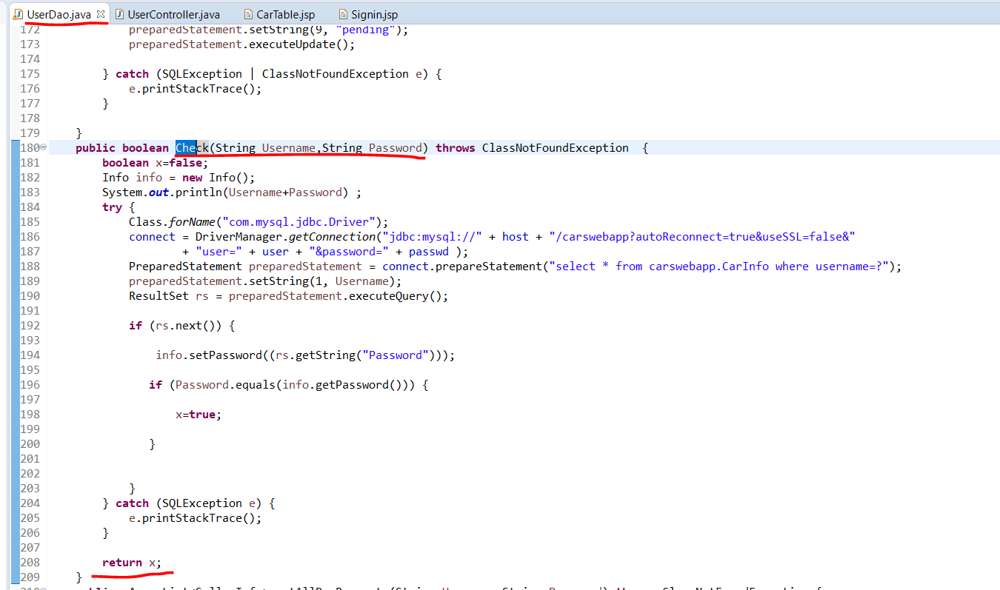 UserDao.java UserController.java CarTable.jsp Signin.jsp
172 preparedStatement.setString(9, "pending");
173 preparedStatement.executeUpdate();
174
175 } catch (SQLException | ClassNotFoundException e) {
176 e.printStackTrace();
177 }
178
179 }
180 public boolean Check(String Username,String Password) throws ClassNotFoundException {
181 boolean x=false;
182 Info info = new Info();
183 System.out.println(Username+Password) ;
184 try {
185 Class.forName("com.mysql.jdbc.Driver");
186 connect = DriverManager.getConnection("jdbc:mysql://" + host + "/carswebapp?autoReconnect=true&useSSL=false&"
187 + "user=" + user + "&password=" + passwd );
188 PreparedStatement preparedStatement = connect.prepareStatement("select * from carswebapp.CarInfo where username=?");
189 preparedStatement.setString(1, Username);
190 ResultSet rs = preparedStatement.executeQuery();
191
192 if (rs.next()) {
193
194 info.setPassword((rs.getString("Password")));
195
196 if (Password.equals(info.getPassword())) {
197
198 x=true;
199
200 }
201
202
203 }
204 } catch (SQLException e) {
205 e.printStackTrace();
206 }
207
208 return x;
209 }